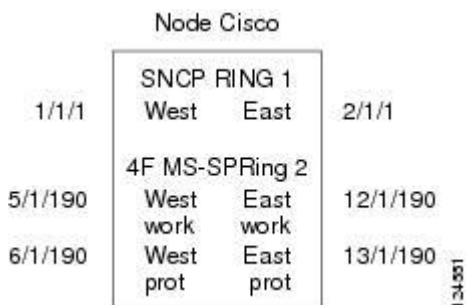 Node Cisco
SNCP RING 1
1/1/1 West East 2/1/1
4F MS-SPRing 2
5/1/190 West East 12/1/190
work work
6/1/190 West East 13/1/190
prot prot
124551